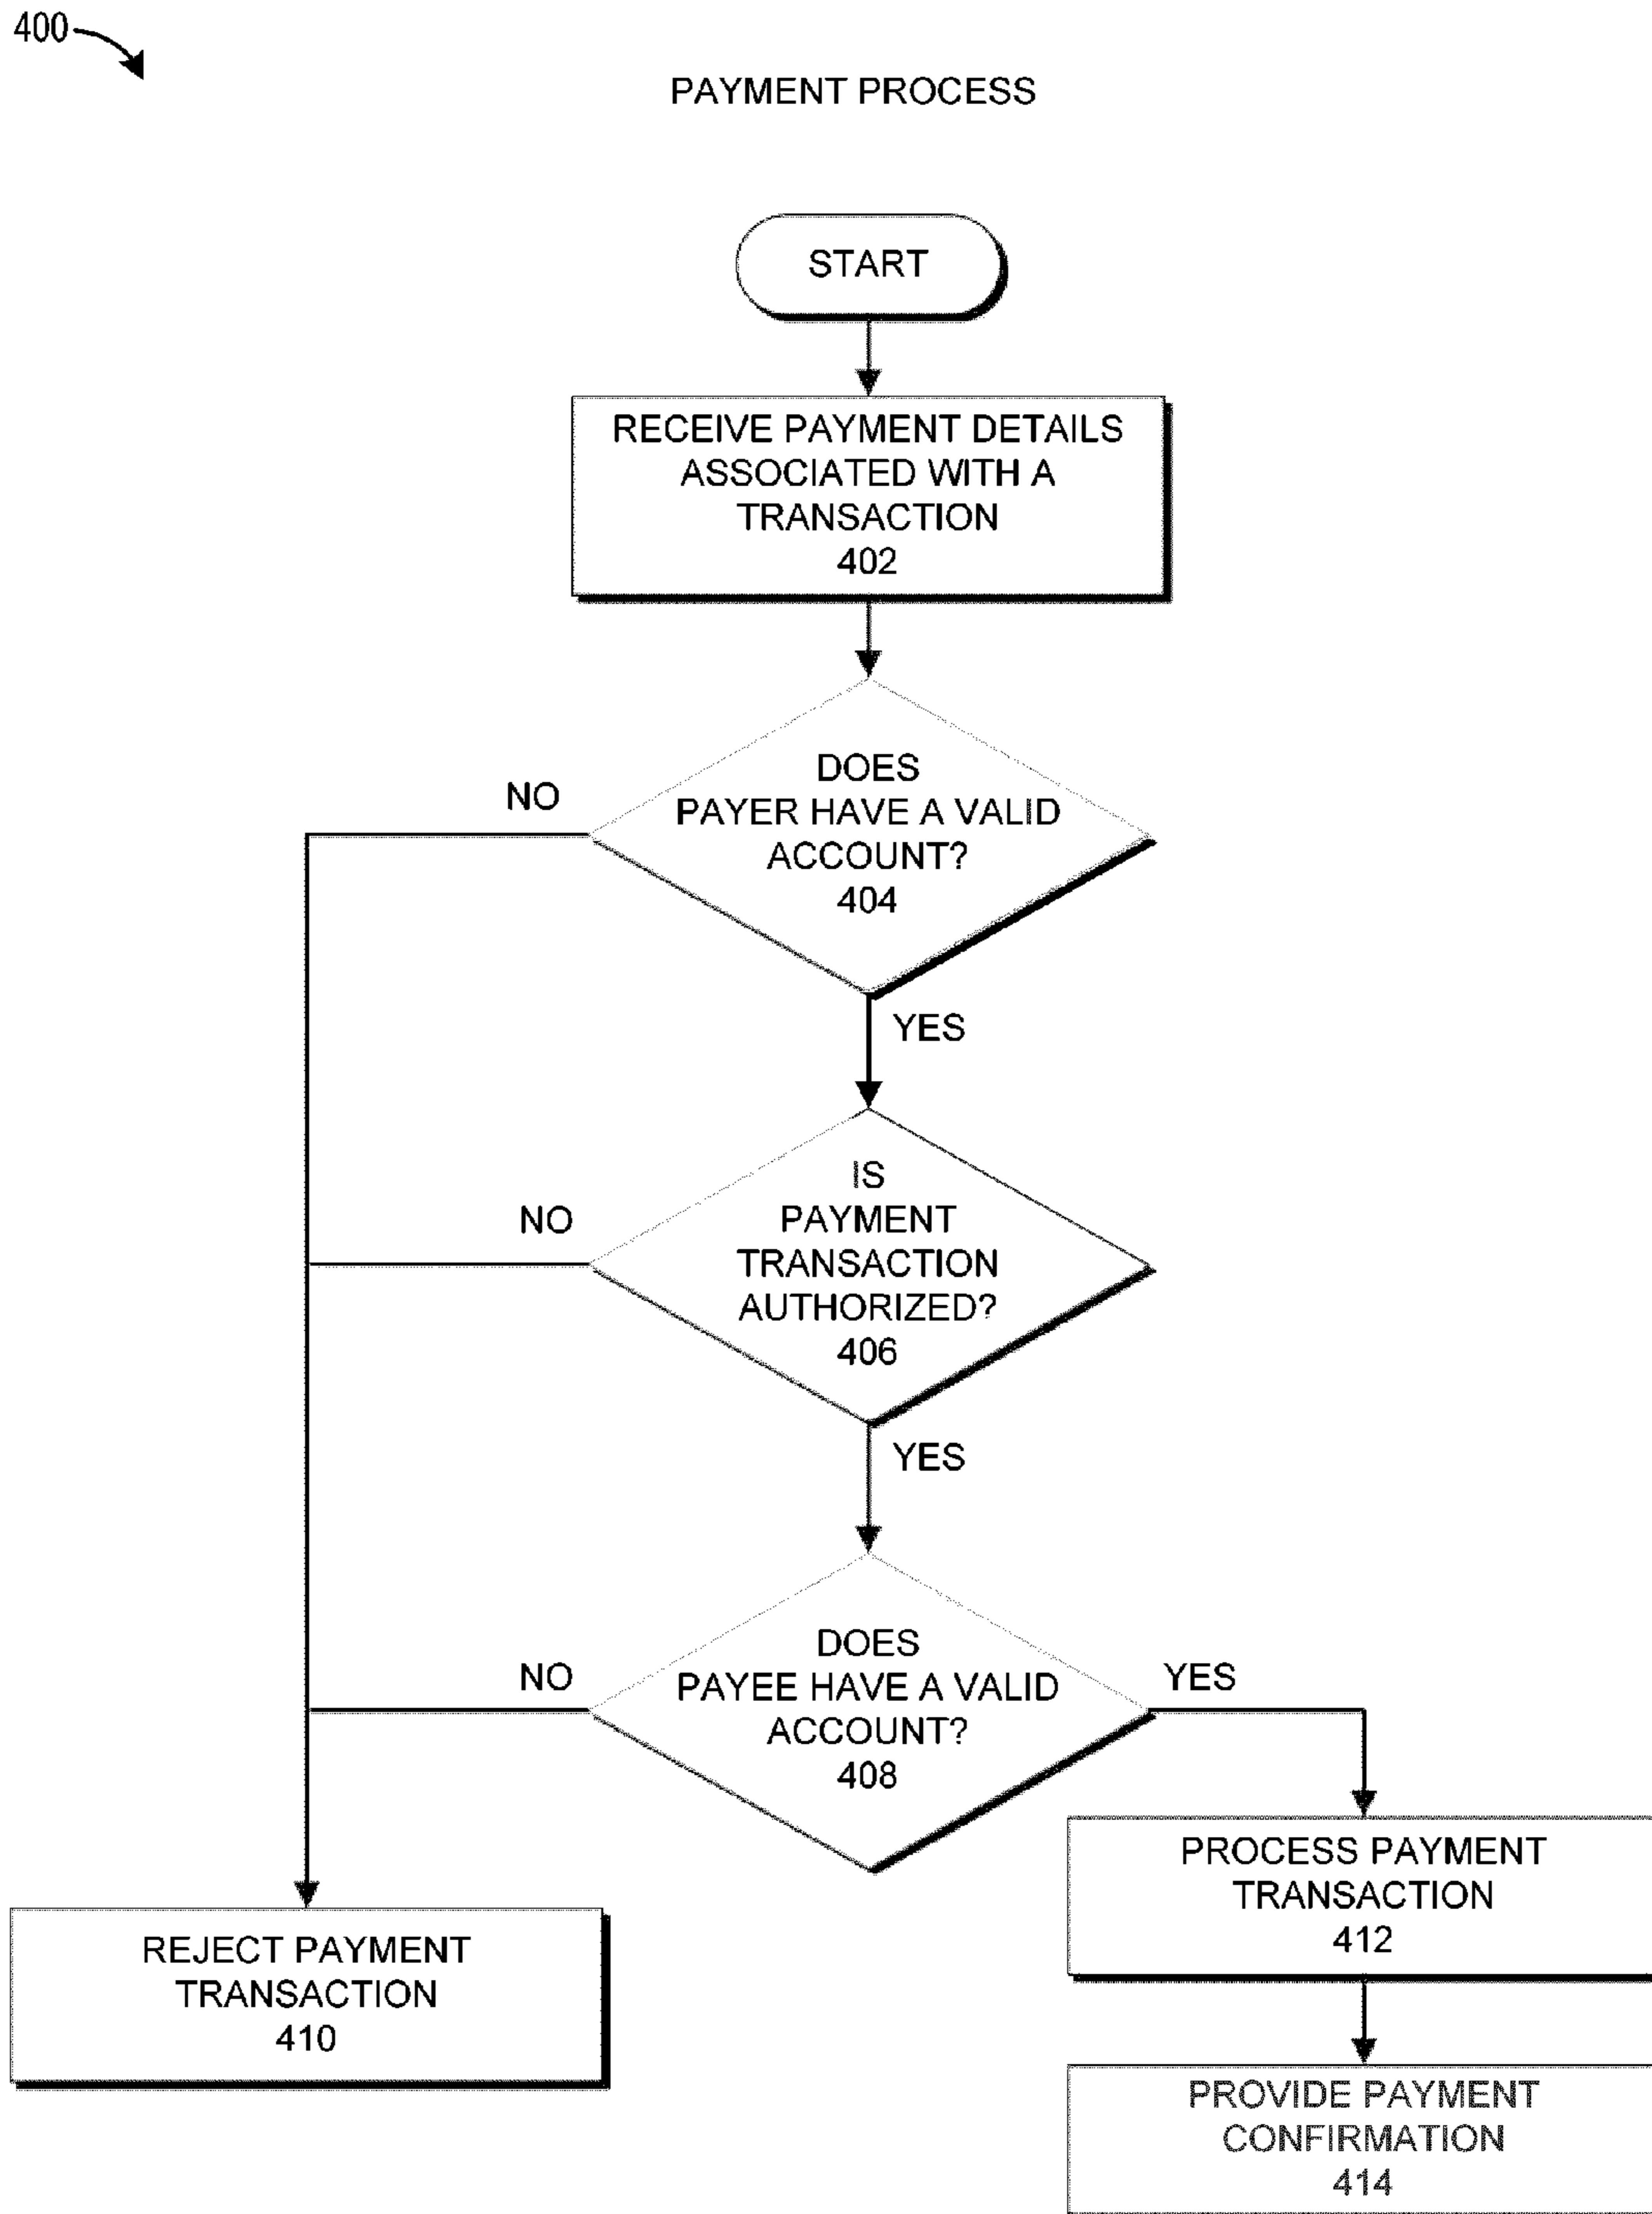 400
PAYMENT PROCESS
START
RECEIVE PAYMENT DETAILS
ASSOCIATED WITH A
TRANSACTION
402
DOES
PAYER HAVE A VALID
ACCOUNT?
404
NO
YES
IS
PAYMENT
TRANSACTION
AUTHORIZED?
406
NO
YES
DOES
PAYEE HAVE A VALID
ACCOUNT?
408
NO
YES
REJECT PAYMENT
TRANSACTION
410
PROCESS PAYMENT
TRANSACTION
412
PROVIDE PAYMENT
CONFIRMATION
414